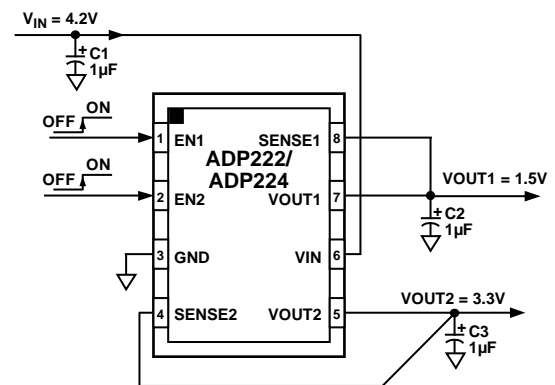 VIN = 4.2V
+ C1
1µF
OFF ON
OFF ON
ADP222/
ADP224
1 EN1
2 EN2
3 GND
4 SENSE2
SENSE1 8
VOUT1 7
VIN 6
VOUT2 5
VOUT1 = 1.5V
+ C2
1µF
VOUT2 = 3.3V
+ C3
1µF